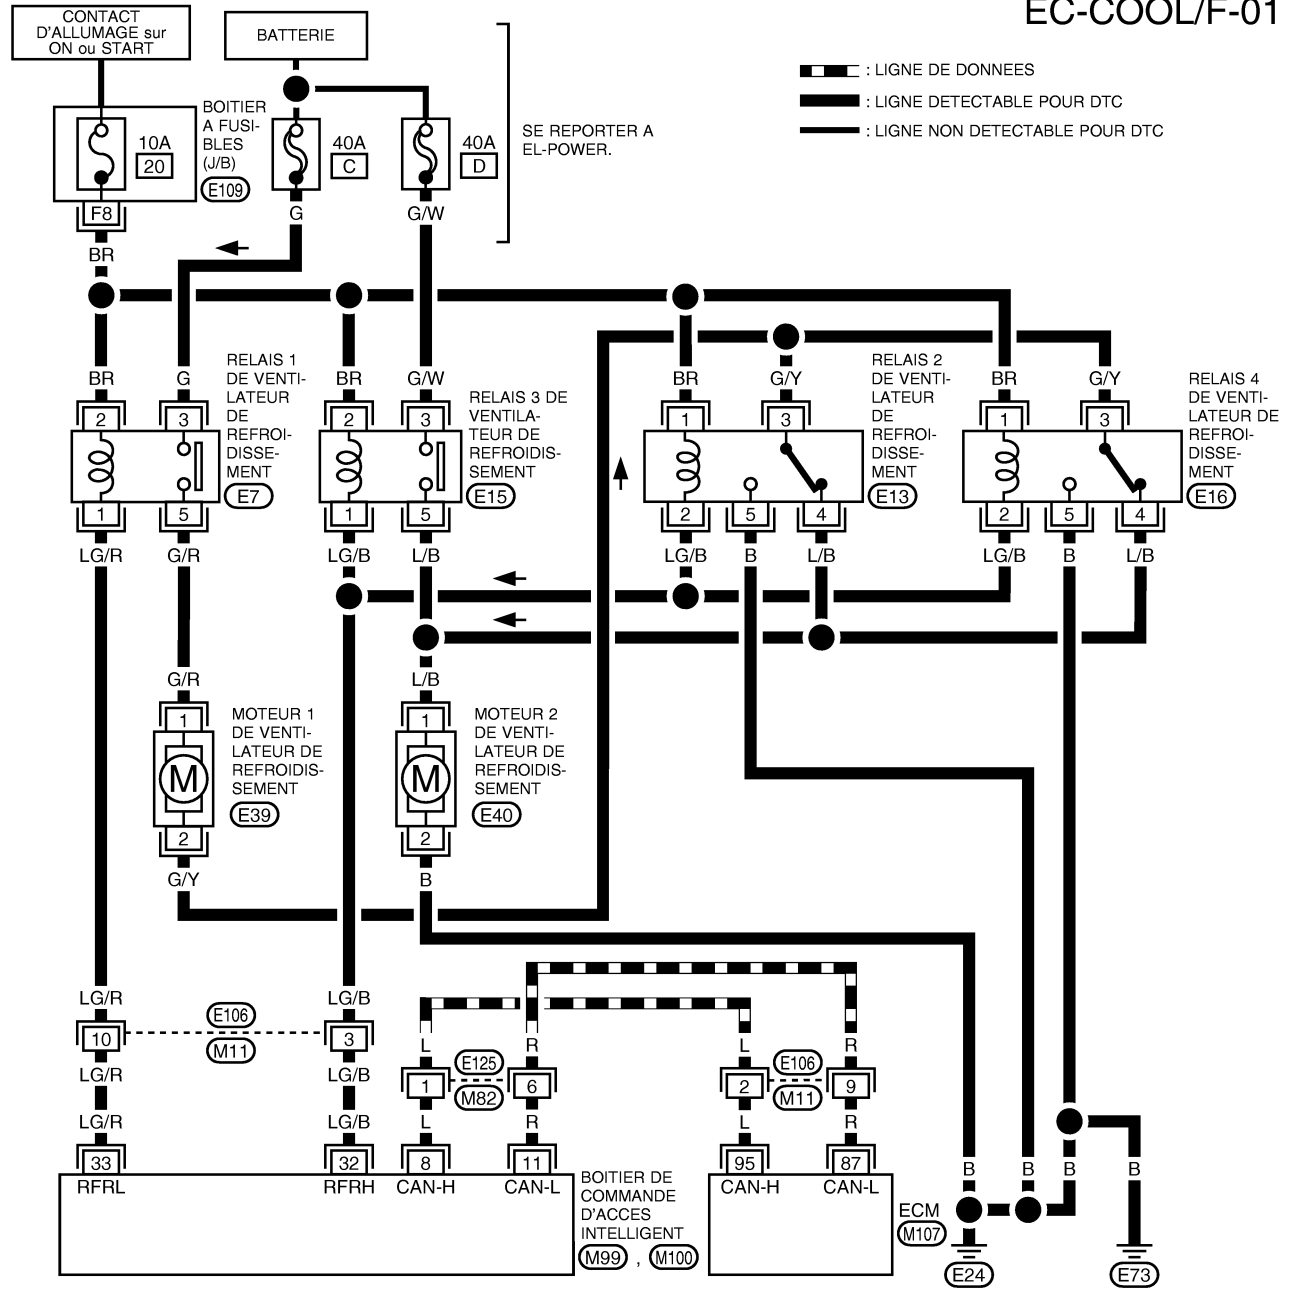 EC-COOL/F-01
CONTACT
D'ALLUMAGE sur
ON ou START
BATTERIE
: LIGNE DE DONNEES
: LIGNE DETECTABLE POUR DTC
: LIGNE NON DETECTABLE POUR DTC
10A
20
BOITIER
A FUSI-
BLES
(J/B)
E109
40A
C
40A
D
SE REPORTER A
EL-POWER.
F8
G
G/W
BR
BR
G
BR
G/W
BR
G/Y
BR
G/Y
RELAIS 1
DE VENTI-
LATEUR
DE
REFROI-
DISSE-
MENT
E7
RELAIS 3 DE
VENTILA-
TEUR DE
REFROIDIS-
SEMENT
E15
RELAIS 2
DE VENTI-
LATEUR
DE
REFROI-
DISSE-
MENT
E13
RELAIS 4
DE VENTI-
LATEUR DE
REFROI-
DISSE-
MENT
E16
2
3
2
3
1
3
1
3
1
5
1
5
2
5
4
2
5
4
LG/R
G/R
LG/B
L/B
LG/B
B
L/B
LG/B
B
L/B
G/R
L/B
1
1
MOTEUR 1
DE VENTI-
LATEUR DE
REFROIDIS-
SEMENT
E39
MOTEUR 2
DE VENTI-
LATEUR DE
REFROIDIS-
SEMENT
E40
M
M
2
2
G/Y
B
LG/R
LG/B
10
E106
M11
3
LG/R
LG/B
L
R
L
R
1
E125
M82
6
2
E106
M11
9
LG/R
LG/B
L
R
L
R
33
32
8
11
95
87
RFRL
RFRH
CAN-H
CAN-L
CAN-H
CAN-L
BOITIER DE
COMMANDE
D'ACCES
INTELLIGENT
M99 , M100
ECM
M107
B
B
B
B
E24
E73